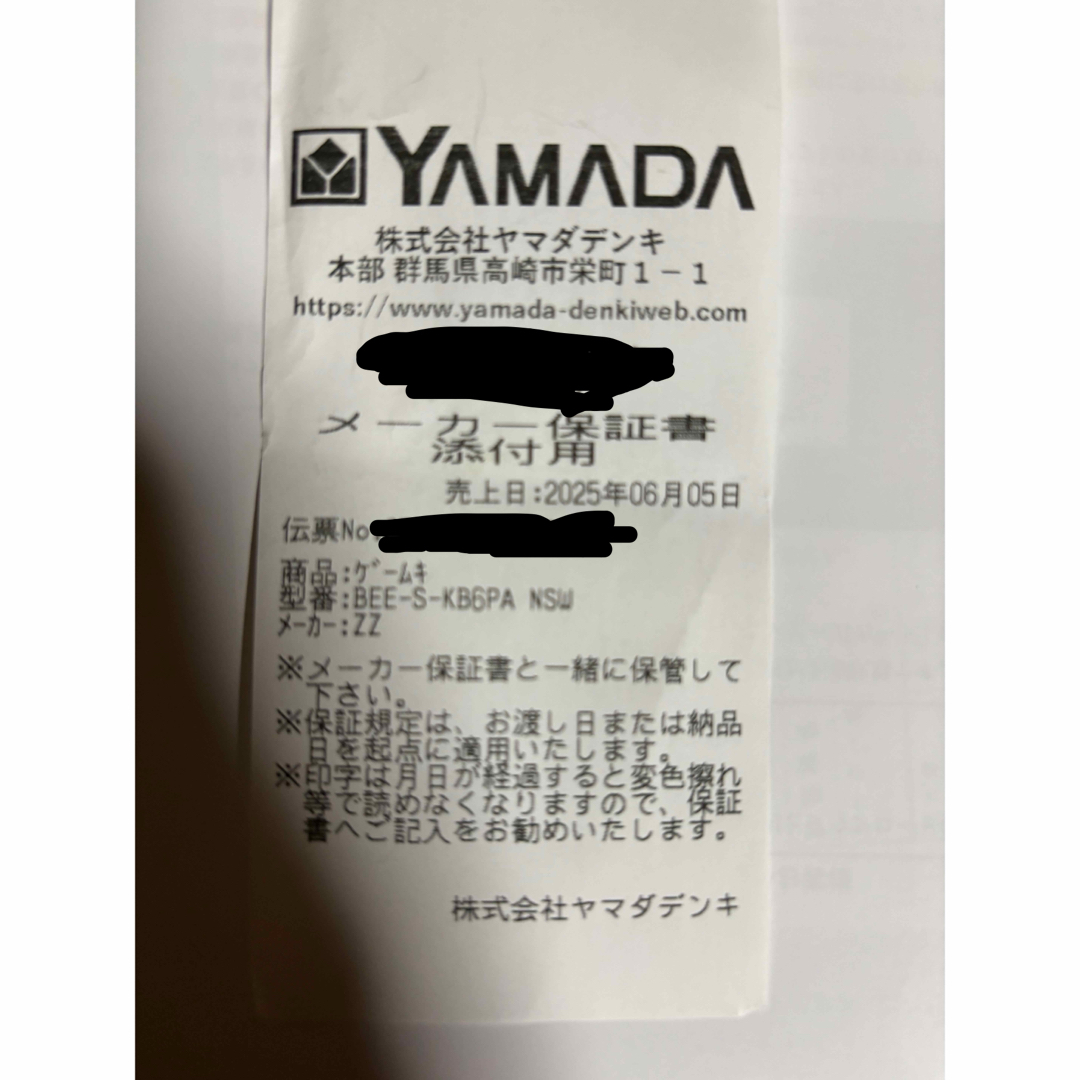 YAMADA
株式会社ヤマダデンキ
本部 群馬県高崎市栄町1-1
https://www.yamada-denkiweb.com
メーカー保証書
添付用
売上日:2025年06月05日
伝票No.
商品:ｹﾞｰﾑｷ
型番:BEE-S-KB6PA NSW
ﾒｰｶｰ:ZZ
※メーカー保証書と一緒に保管して
下さい。
※保証規定は、お渡し日または納品
日を起点に適用いたします。
※印字は月日が経過すると変色擦れ
等で読めなくなりますので、保証
書へご記入をお勧めいたします。
株式会社ヤマダデンキ